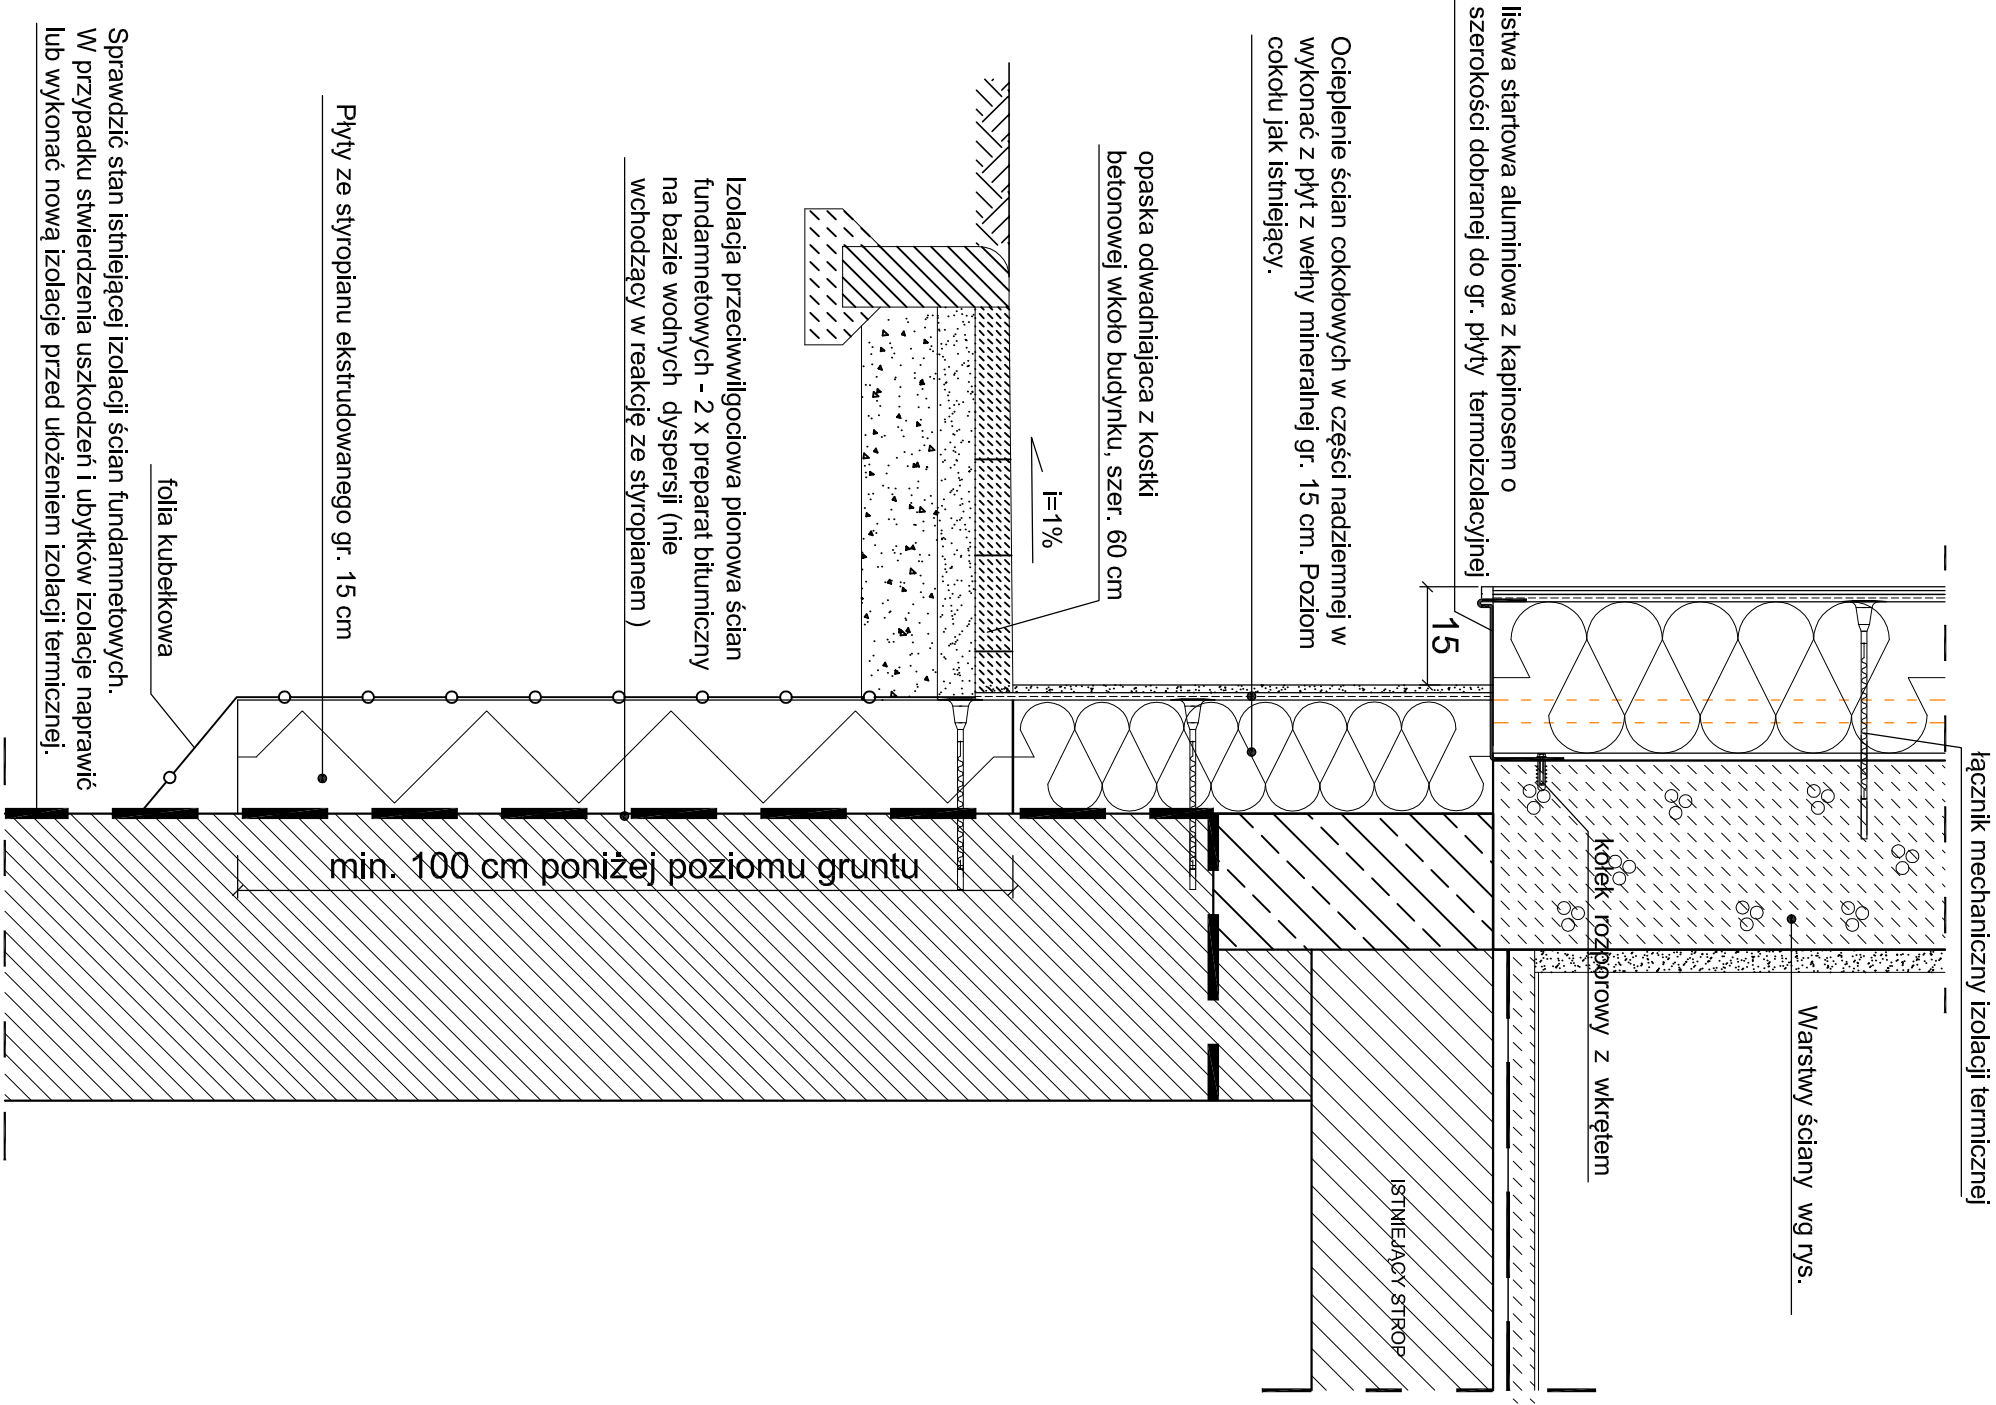 łącznik mechaniczny izolacji termicznej
Warstwy ściany wg rys.
kołek rozporowy z wkrętem
listwa startowa aluminiowa z kapinosem o
szerokości dobranej do gr. płyty termoizolacyjnej
15
Ocieplenie ścian cokołowych w części nadziemnej w
wykonać z płyt z wełny mineralnej gr. 15 cm. Poziom
cokołu jak istniejący.
ISTNIEJĄCY STROP
opaska odwadniajaca z kostki
betonowej wkoło budynku, szer. 60 cm
i=1%
Izolacja przeciwwilgociowa pionowa ścian
fundamnetowych - 2 x preparat bitumiczny
na bazie wodnych dyspersji (nie
wchodzący w reakcję ze styropianem )
min. 100 cm poniżej poziomu gruntu
Płyty ze styropianu ekstrudowanego gr. 15 cm
folia kubełkowa
Sprawdzić stan istniejącej izolacji ścian fundamnetowych.
W przypadku stwierdzenia uszkodzeń i ubytków izolacje naprawić
lub wykonać nową izolacje przed ułożeniem izolacji termicznej.